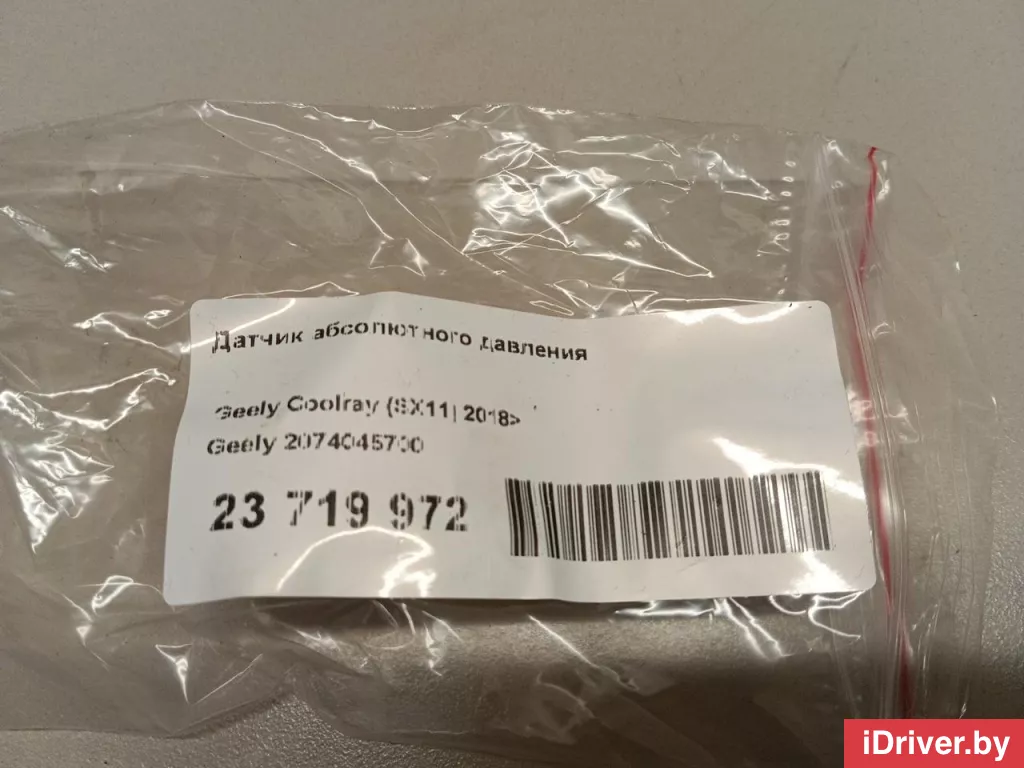 Датчик абсолютного давления
Geely Coolray (SX11) 2018>
Geely 2074045700
23 719 972
iDriver.by